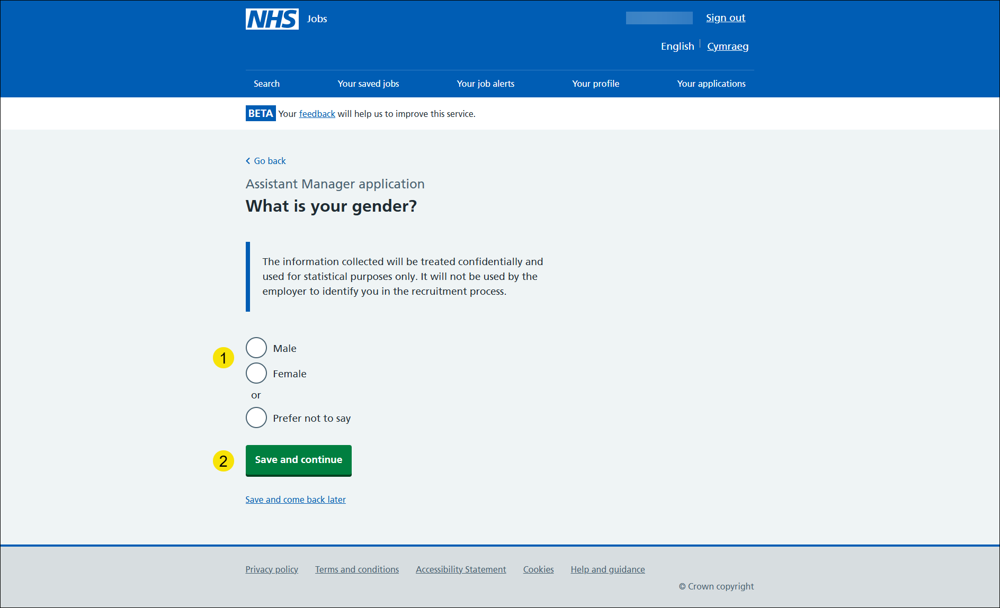 NHS Jobs
Sign out
English Cymraeg
Search Your saved jobs Your job alerts Your profile Your applications
BETA Your feedback will help us to improve this service.
Go back
Assistant Manager application
What is your gender?
The information collected will be treated confidentially and
used for statistical purposes only. It will not be used by the
employer to identify you in the recruitment process.
1
Male
Female
or
Prefer not to say
2 Save and continue
Save and come back later
Privacy policy Terms and conditions Accessibility Statement Cookies Help and guidance
© Crown copyright